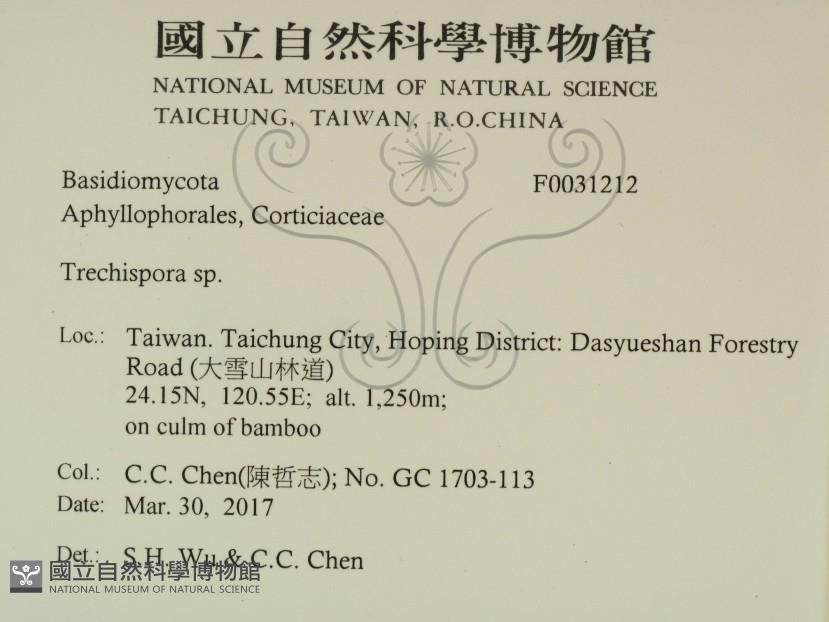 國立自然科學博物館
NATIONAL MUSEUM OF NATURAL SCIENCE
TAICHUNG, TAIWAN, R.O.CHINA
Basidiomycota F0031212
Aphyllophorales, Corticiaceae
Trechispora sp.
Loc.: Taiwan. Taichung City, Hoping District: Dasyueshan Forestry
Road (大雪山林道)
24.15N, 120.55E; alt. 1,250m;
on culm of bamboo
Col.: C.C. Chen(陳哲志); No. GC 1703-113
Date: Mar. 30, 2017
Det.: S.H. Wu & C.C. Chen
國立自然科學博物館
NATIONAL MUSEUM OF NATURAL SCIENCE